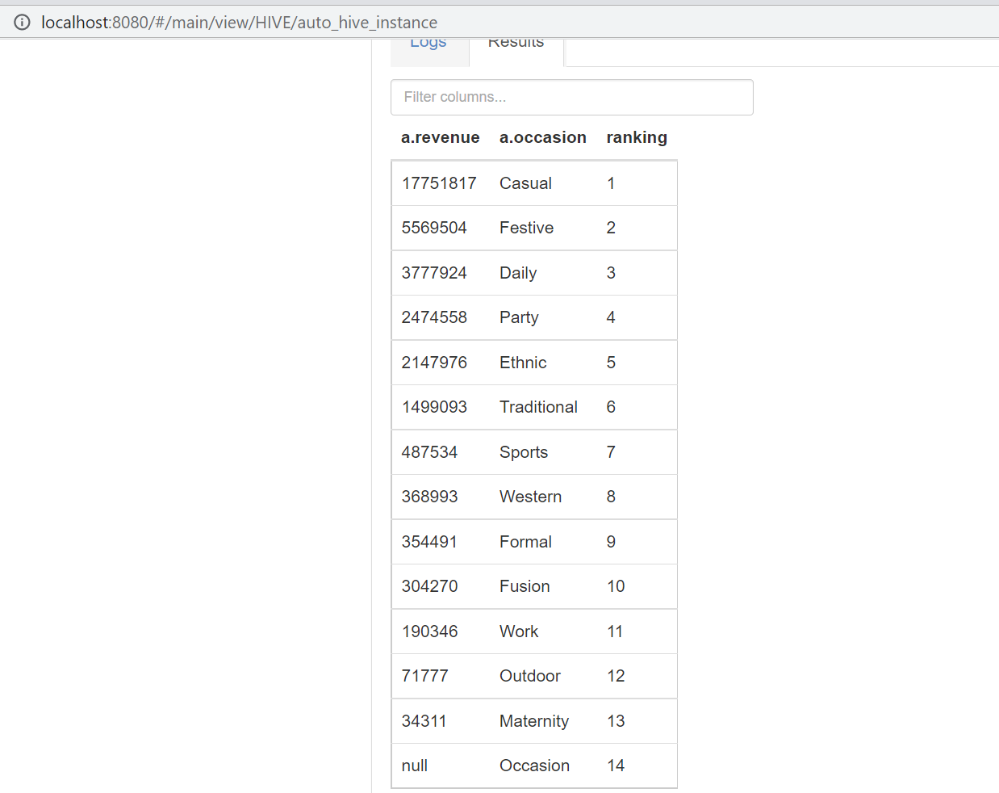 localhost:8080/#/main/view/HIVE/auto_hive_instance
Logs Results
Filter columns...
a.revenue a.occasion ranking
17751817 Casual 1
5569504 Festive 2
3777924 Daily 3
2474558 Party 4
2147976 Ethnic 5
1499093 Traditional 6
487534 Sports 7
368993 Western 8
354491 Formal 9
304270 Fusion 10
190346 Work 11
71777 Outdoor 12
34311 Maternity 13
null Occasion 14